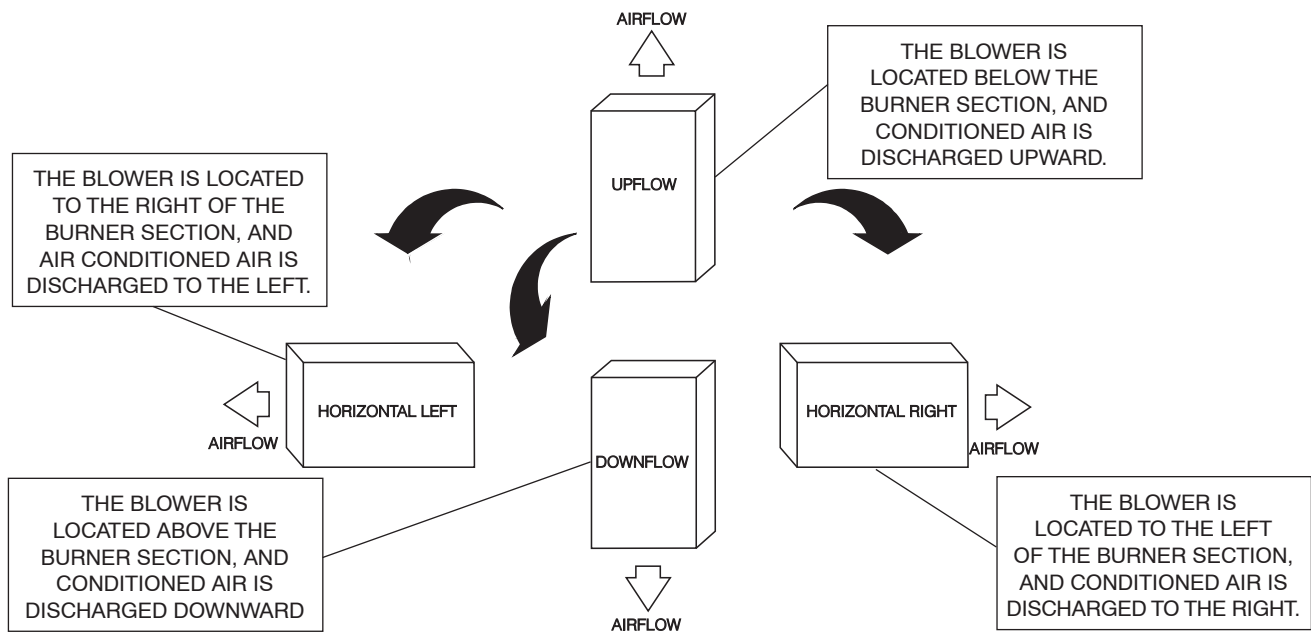 AIRFLOW
THE BLOWER IS
LOCATED BELOW THE
BURNER SECTION, AND
CONDITIONED AIR IS
DISCHARGED UPWARD.
UPFLOW
THE BLOWER IS LOCATED
TO THE RIGHT OF THE
BURNER SECTION, AND
AIR CONDITIONED AIR IS
DISCHARGED TO THE LEFT.
HORIZONTAL LEFT
AIRFLOW
HORIZONTAL RIGHT
AIRFLOW
DOWNFLOW
THE BLOWER IS
LOCATED ABOVE THE
BURNER SECTION, AND
CONDITIONED AIR IS
DISCHARGED DOWNWARD
THE BLOWER IS
LOCATED TO THE LEFT
OF THE BURNER SECTION,
AND CONDITIONED AIR IS
DISCHARGED TO THE RIGHT.
AIRFLOW